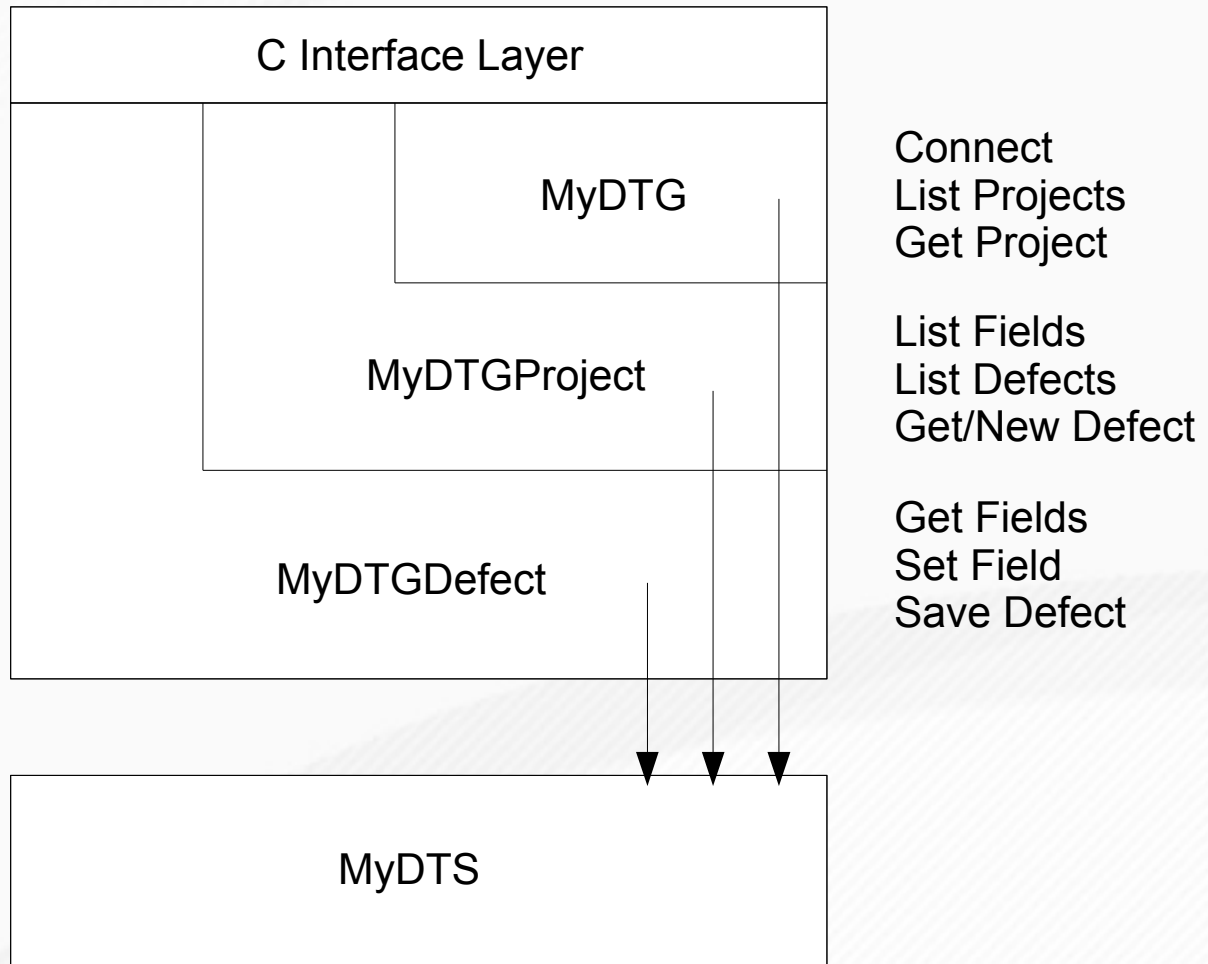 C Interface Layer
MyDTG
Connect
List Projects
Get Project
MyDTGProject
List Fields
List Defects
Get/New Defect
MyDTGDefect
Get Fields
Set Field
Save Defect
MyDTS